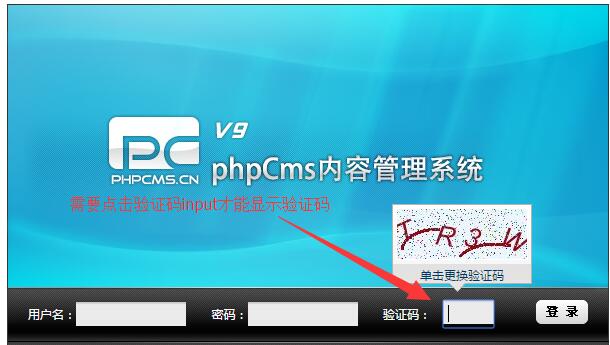 V9
PC
PHPCMS.CN
phpCms内容管理系统
需要点击验证码input才能显示验证码
IR3W
单击更换验证码
用户名：
密码：
验证码：
登 录